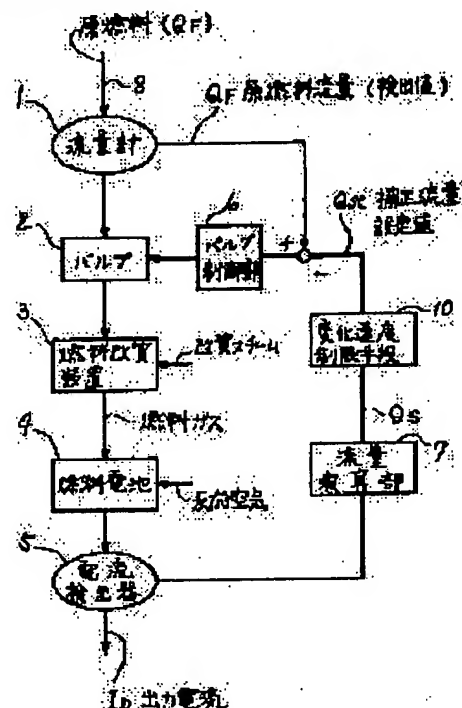 原燃料(QF)
8
1
流量計
QF 原燃料流量(検出値)
QSC 補正流量
設定値
2
バルブ
6
バルブ
制御部
+
-
3
燃料改質
装置
改質スチーム
10
変化速度
制限手段
燃料ガス
QS
4
燃料電池
反応空気
7
流量
演算部
5
電流
検出器
ID 出力電流